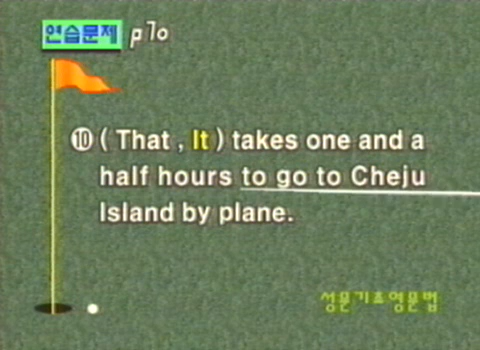 연습문제 p70
⑩ ( That , It ) takes one and a
half hours to go to Cheju
Island by plane.
성문기초영문법